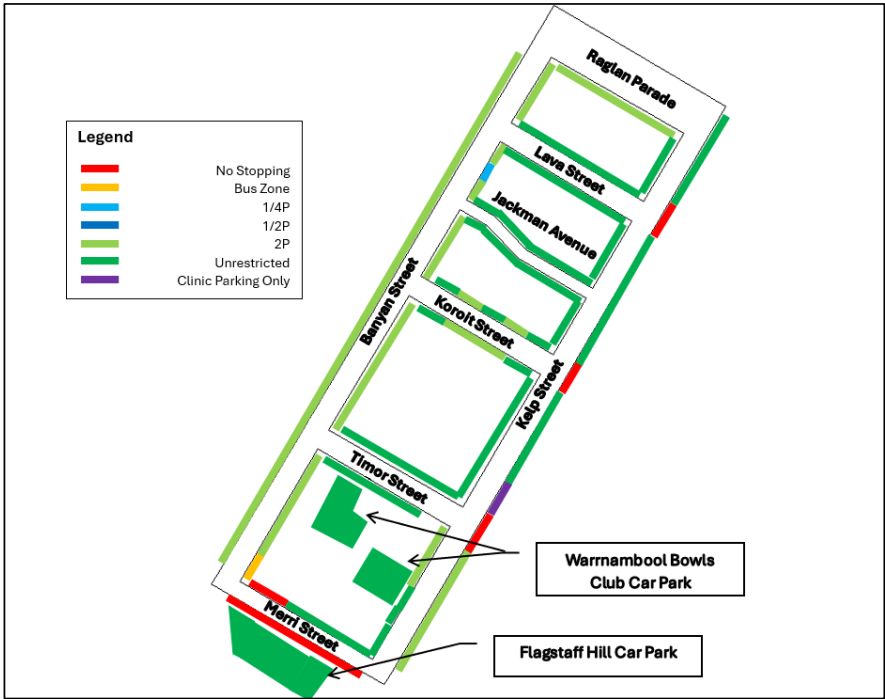 Raglan Parade
Lava Street
Jackman Avenue
Banyan Street
Koroit Street
Kelp Street
Timor Street
Merri Street
Legend
No Stopping
Bus Zone
1/4P
1/2P
2P
Unrestricted
Clinic Parking Only
Warrnambool Bowls
Club Car Park
Flagstaff Hill Car Park